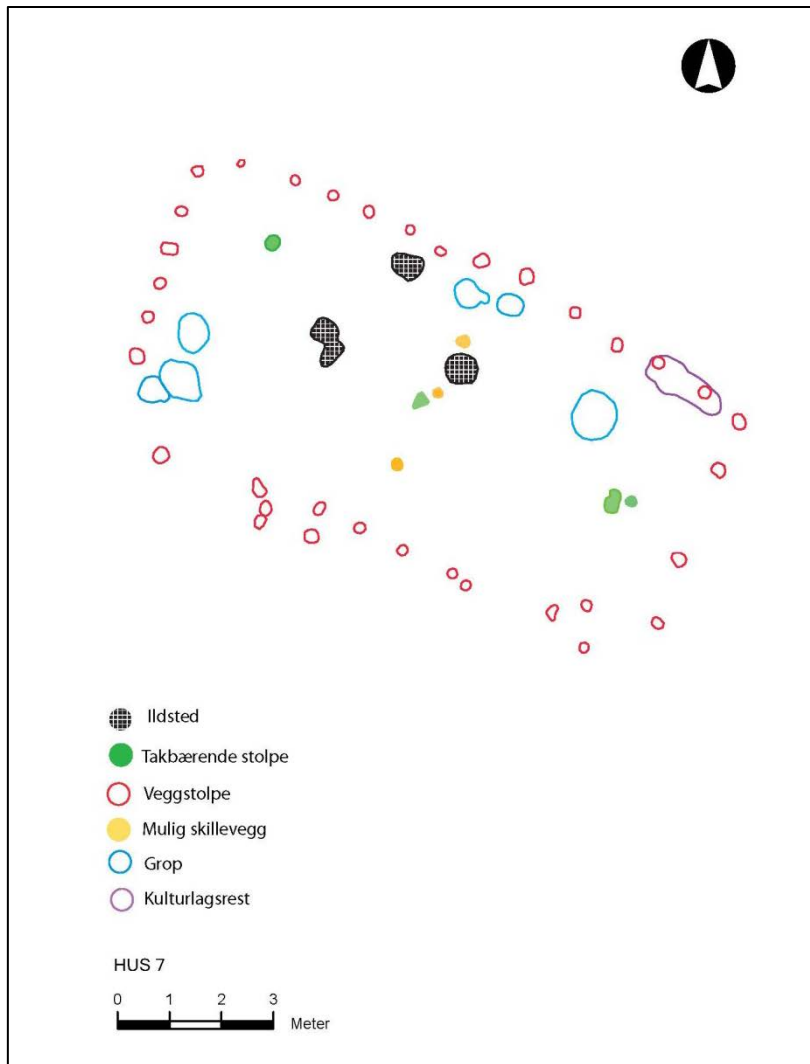 Ildsted
Takbærende stolpe
Veggstolpe
Mulig skillevegg
Grop
Kulturlagsrest
HUS 7
0 1 2 3
Meter